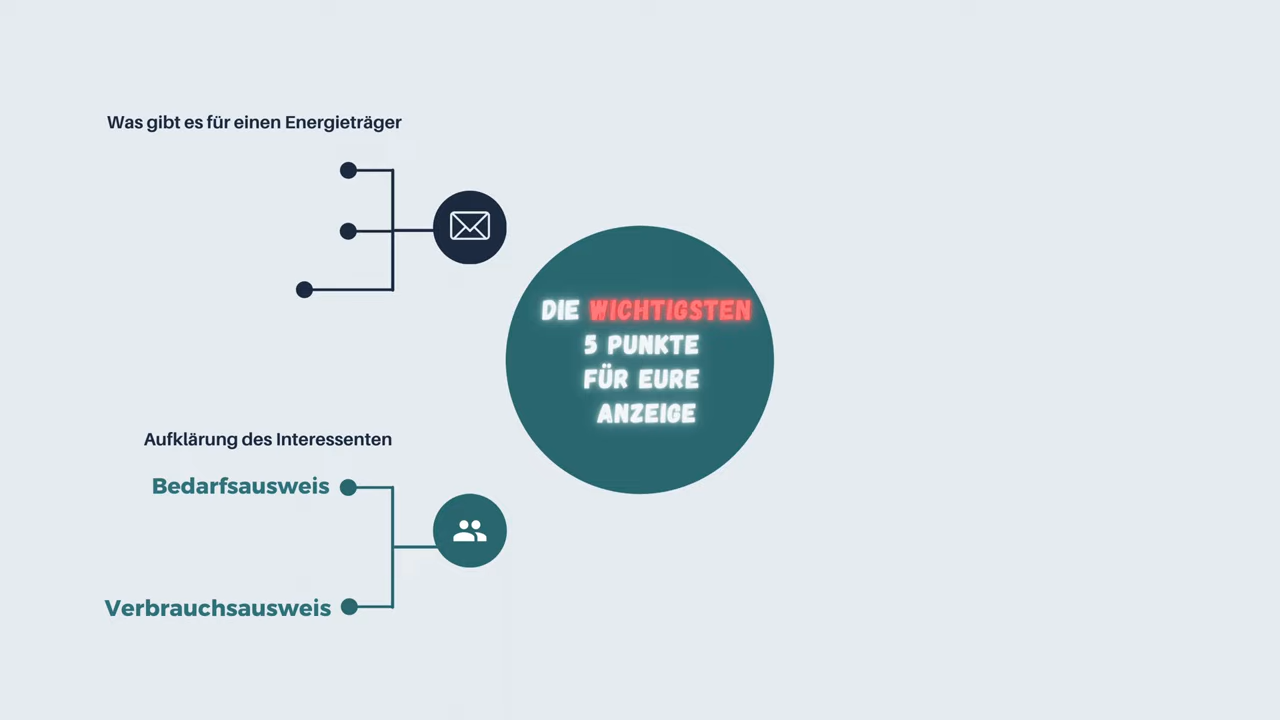 Was gibt es für einen Energieträger
DIE WICHTIGSTEN
5 PUNKTE
FÜR EURE
ANZEIGE
Aufklärung des Interessenten
Bedarfsausweis
Verbrauchsausweis